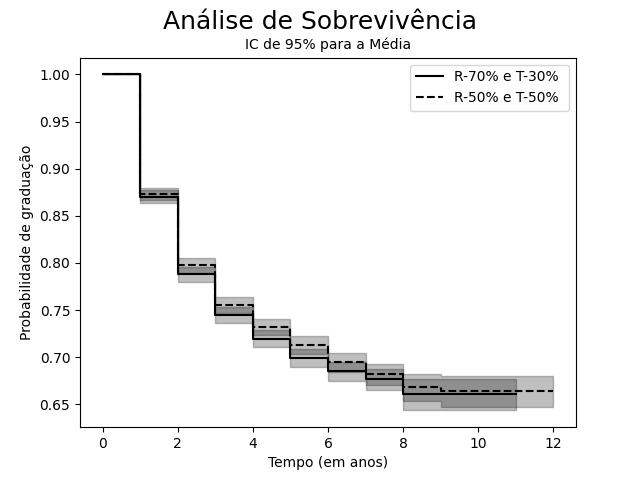 Análise de Sobrevivência
IC de 95% para a Média
R-70% e T-30%
R-50% e T-50%
Probabilidade de graduação
1.00
0.95
0.90
0.85
0.80
0.75
0.70
0.65
0 2 4 6 8 10 12
Tempo (em anos)